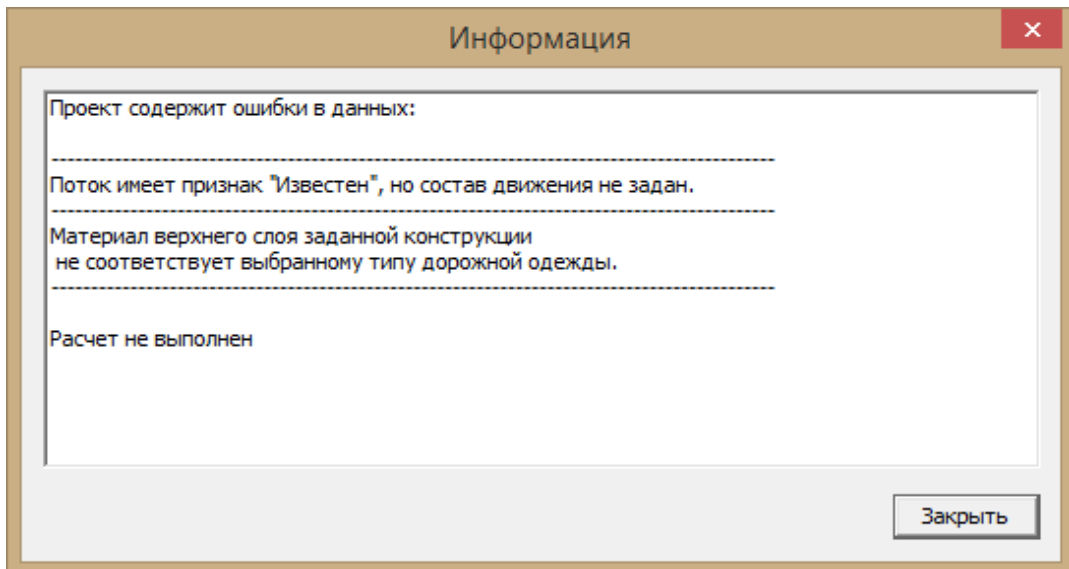 Информация
Проект содержит ошибки в данных:
--------------------------------------------------------------------------------------------
Поток имеет признак "Известен", но состав движения не задан.
--------------------------------------------------------------------------------------------
Материал верхнего слоя заданной конструкции
не соответствует выбранному типу дорожной одежды.
--------------------------------------------------------------------------------------------
Расчет не выполнен
Закрыть